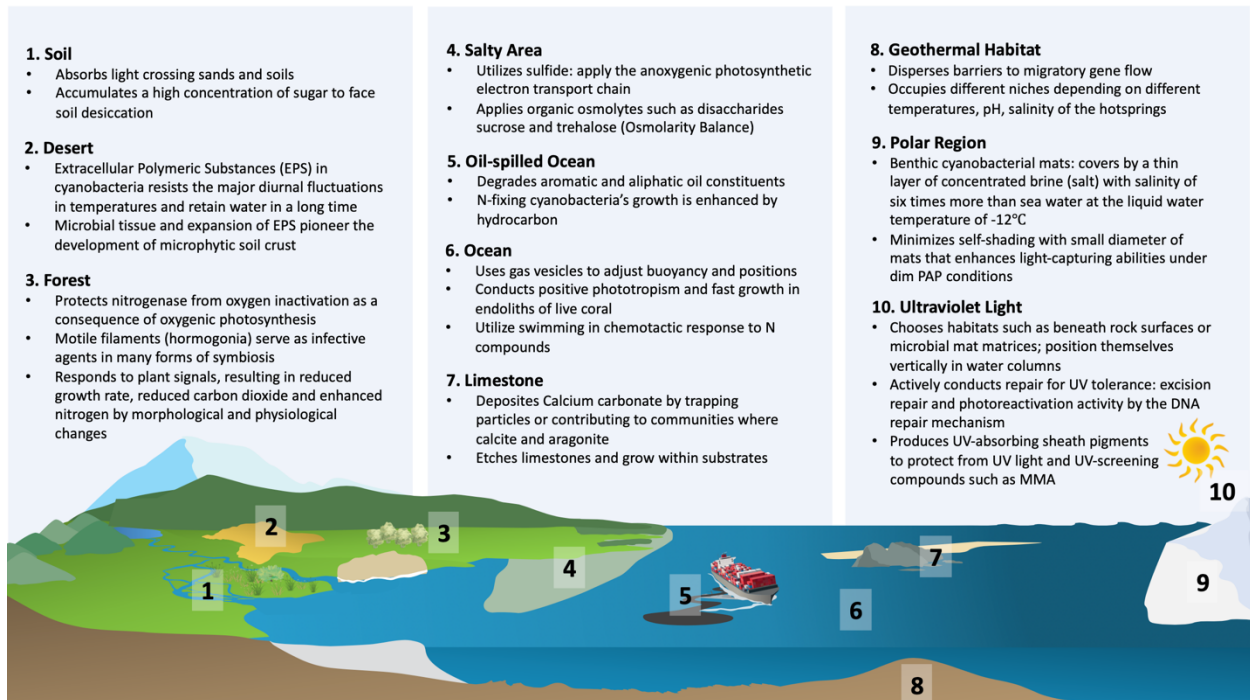 1. Soil
• Absorbs light crossing sands and soils
• Accumulates a high concentration of sugar to face
soil desiccation
2. Desert
• Extracellular Polymeric Substances (EPS) in
cyanobacteria resists the major diurnal fluctuations
in temperatures and retain water in a long time
• Microbial tissue and expansion of EPS pioneer the
development of microphytic soil crust
3. Forest
• Protects nitrogenase from oxygen inactivation as a
consequence of oxygenic photosynthesis
• Motile filaments (hormogonia) serve as infective
agents in many forms of symbiosis
• Responds to plant signals, resulting in reduced
growth rate, reduced carbon dioxide and enhanced
nitrogen by morphological and physiological
changes
4. Salty Area
• Utilizes sulfide: apply the anoxygenic photosynthetic
electron transport chain
• Applies organic osmolytes such as disaccharides
sucrose and trehalose (Osmolarity Balance)
5. Oil-spilled Ocean
• Degrades aromatic and aliphatic oil constituents
• N-fixing cyanobacteria's growth is enhanced by
hydrocarbon
6. Ocean
• Uses gas vesicles to adjust buoyancy and positions
• Conducts positive phototropism and fast growth in
endoliths of live coral
• Utilize swimming in chemotactic response to N
compounds
7. Limestone
• Deposites Calcium carbonate by trapping
particles or contributing to communities where
calcite and aragonite
• Etches limestones and grow within substrates
8. Geothermal Habitat
• Disperses barriers to migratory gene flow
• Occupies different niches depending on different
temperatures, pH, salinity of the hotsprings
9. Polar Region
• Benthic cyanobacterial mats: covers by a thin
layer of concentrated brine (salt) with salinity of
six times more than sea water at the liquid water
temperature of -12℃
• Minimizes self-shading with small diameter of
mats that enhances light-capturing abilities under
dim PAP conditions
10. Ultraviolet Light
• Chooses habitats such as beneath rock surfaces or
microbial mat matrices; position themselves
vertically in water columns
• Actively conducts repair for UV tolerance: excision
repair and photoreactivation activity by the DNA
repair mechanism
• Produces UV-absorbing sheath pigments
to protect from UV light and UV-screening
compounds such as MMA
10
2
3
7
4
1
5
9
6
8